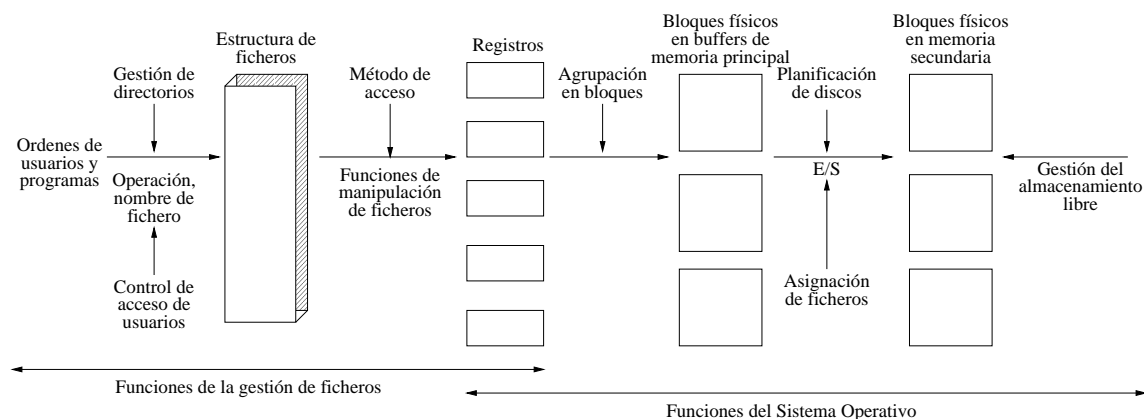 Estructura de
ficheros
Gestión de
directorios
Ordenes de
usuarios y
programas
Operación,
nombre de
fichero
Control de
acceso de
usuarios
Método de
acceso
Funciones de
manipulación
de ficheros
Registros
Agrupación
en bloques
Bloques físicos
en buffers de
memoria principal
Planificación
de discos
E/S
Asignación
de ficheros
Bloques físicos
en memoria
secundaria
Gestión del
almacenamiento
libre
Funciones de la gestión de ficheros
Funciones del Sistema Operativo